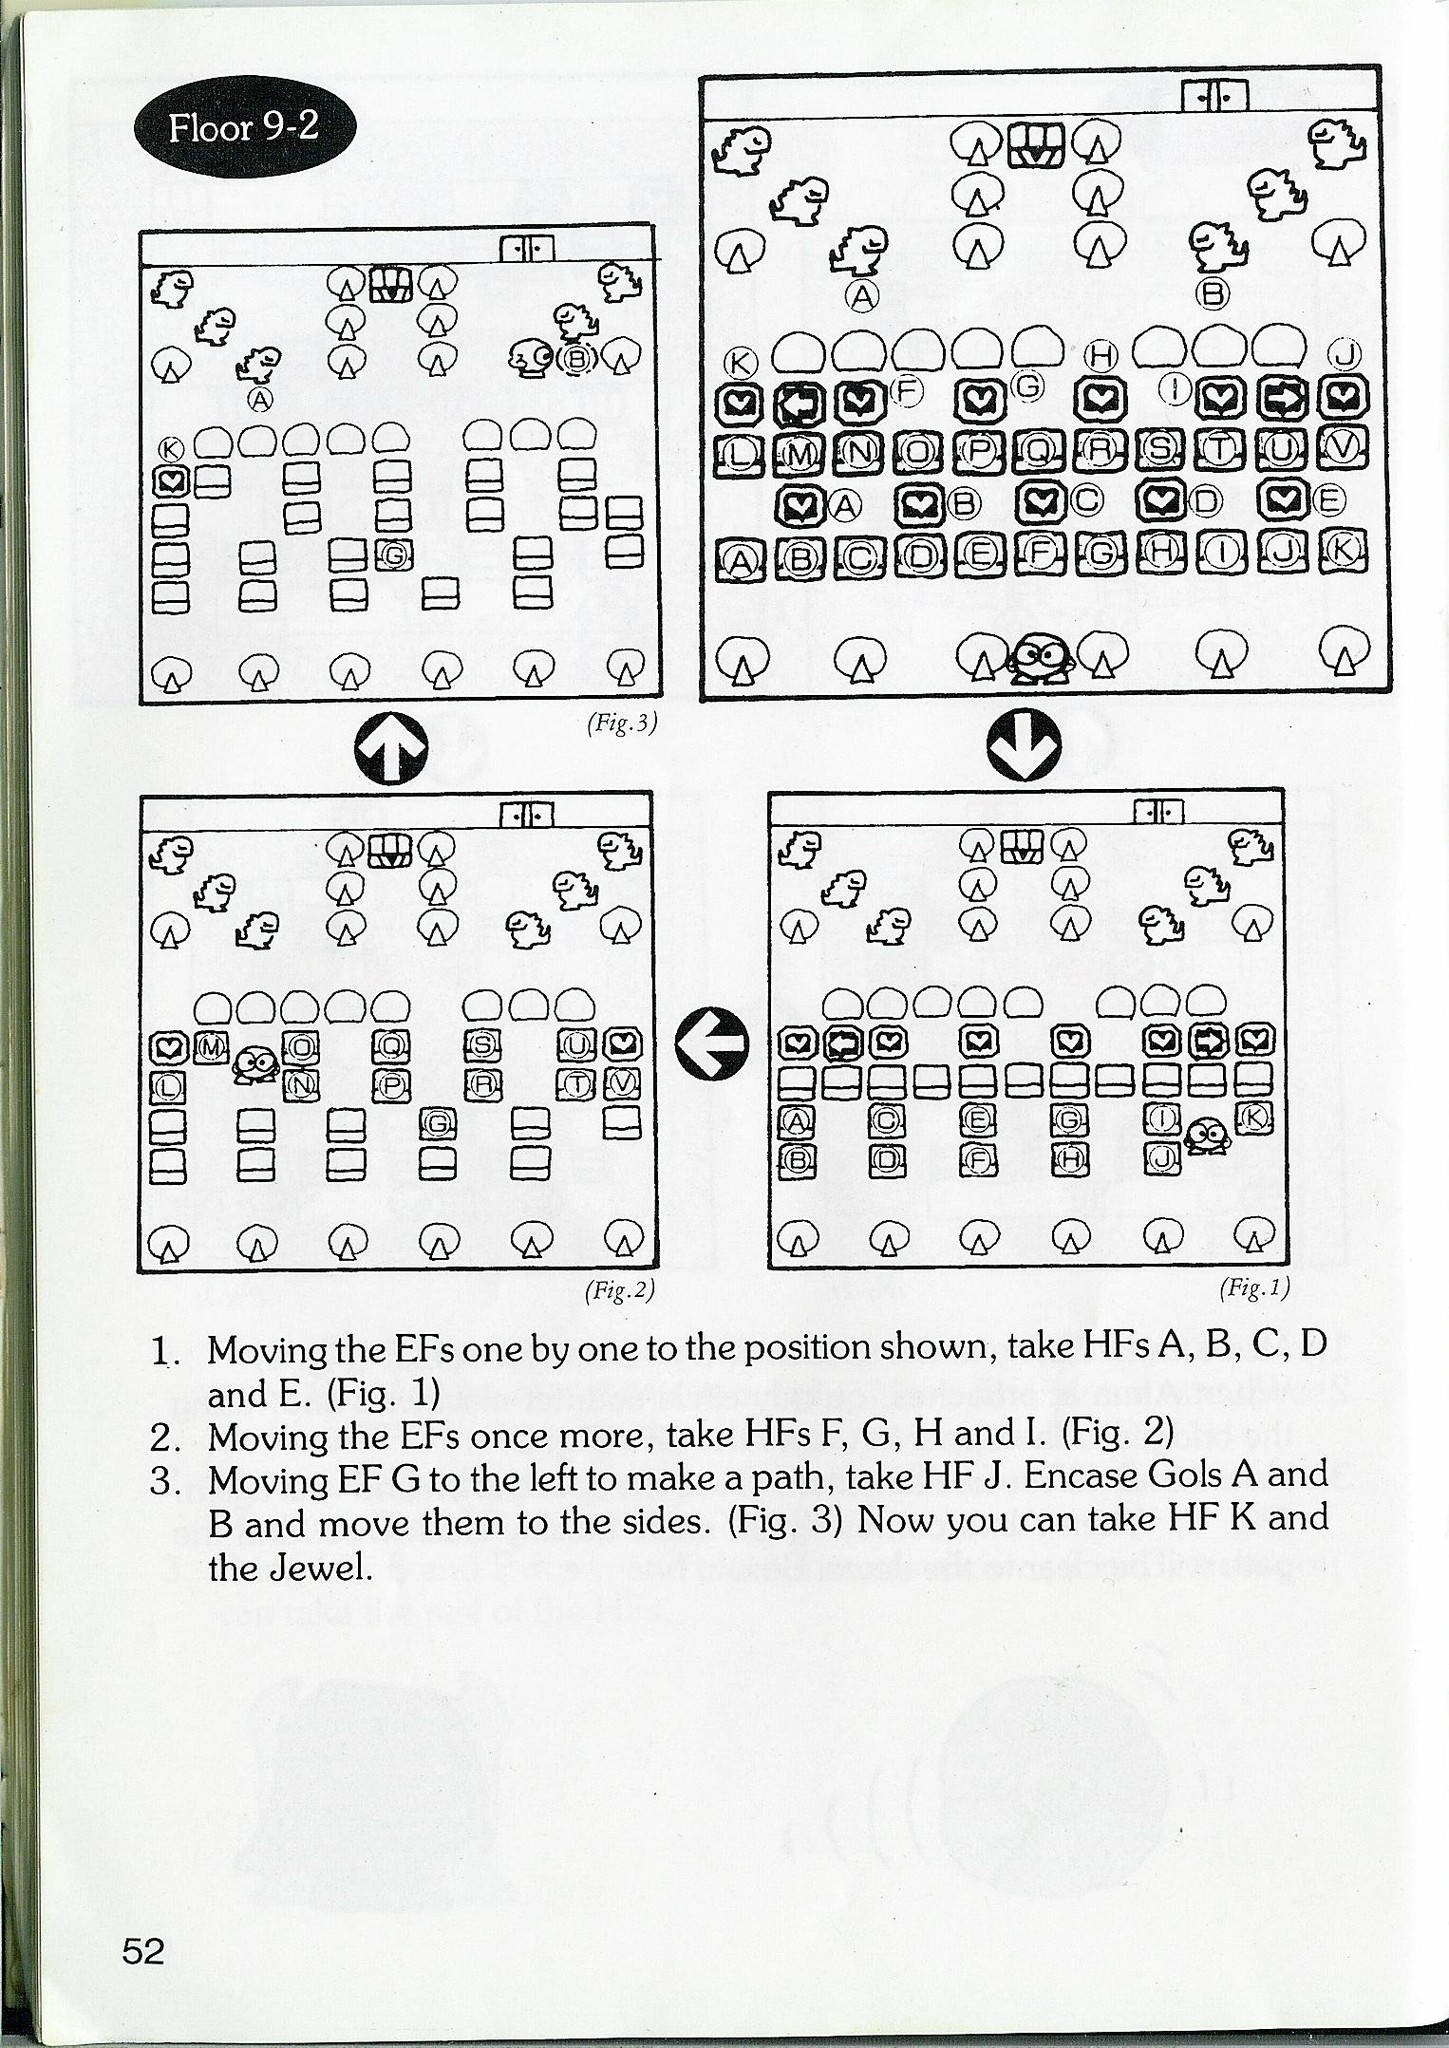 Floor 9-2
A B
K H J
F G I
L M N O P Q R S T U V
A B C D E
A B C D E F G H I J K
B
A
K
G
(Fig.3)
M O Q S U
L N P R T V
G
(Fig.2)
A C E G I K
B D F H J
(Fig.1)
1. Moving the EFs one by one to the position shown, take HFs A, B, C, D
and E. (Fig. 1)
2. Moving the EFs once more, take HFs F, G, H and I. (Fig. 2)
3. Moving EF G to the left to make a path, take HF J. Encase Gols A and
B and move them to the sides. (Fig. 3) Now you can take HF K and
the Jewel.
52